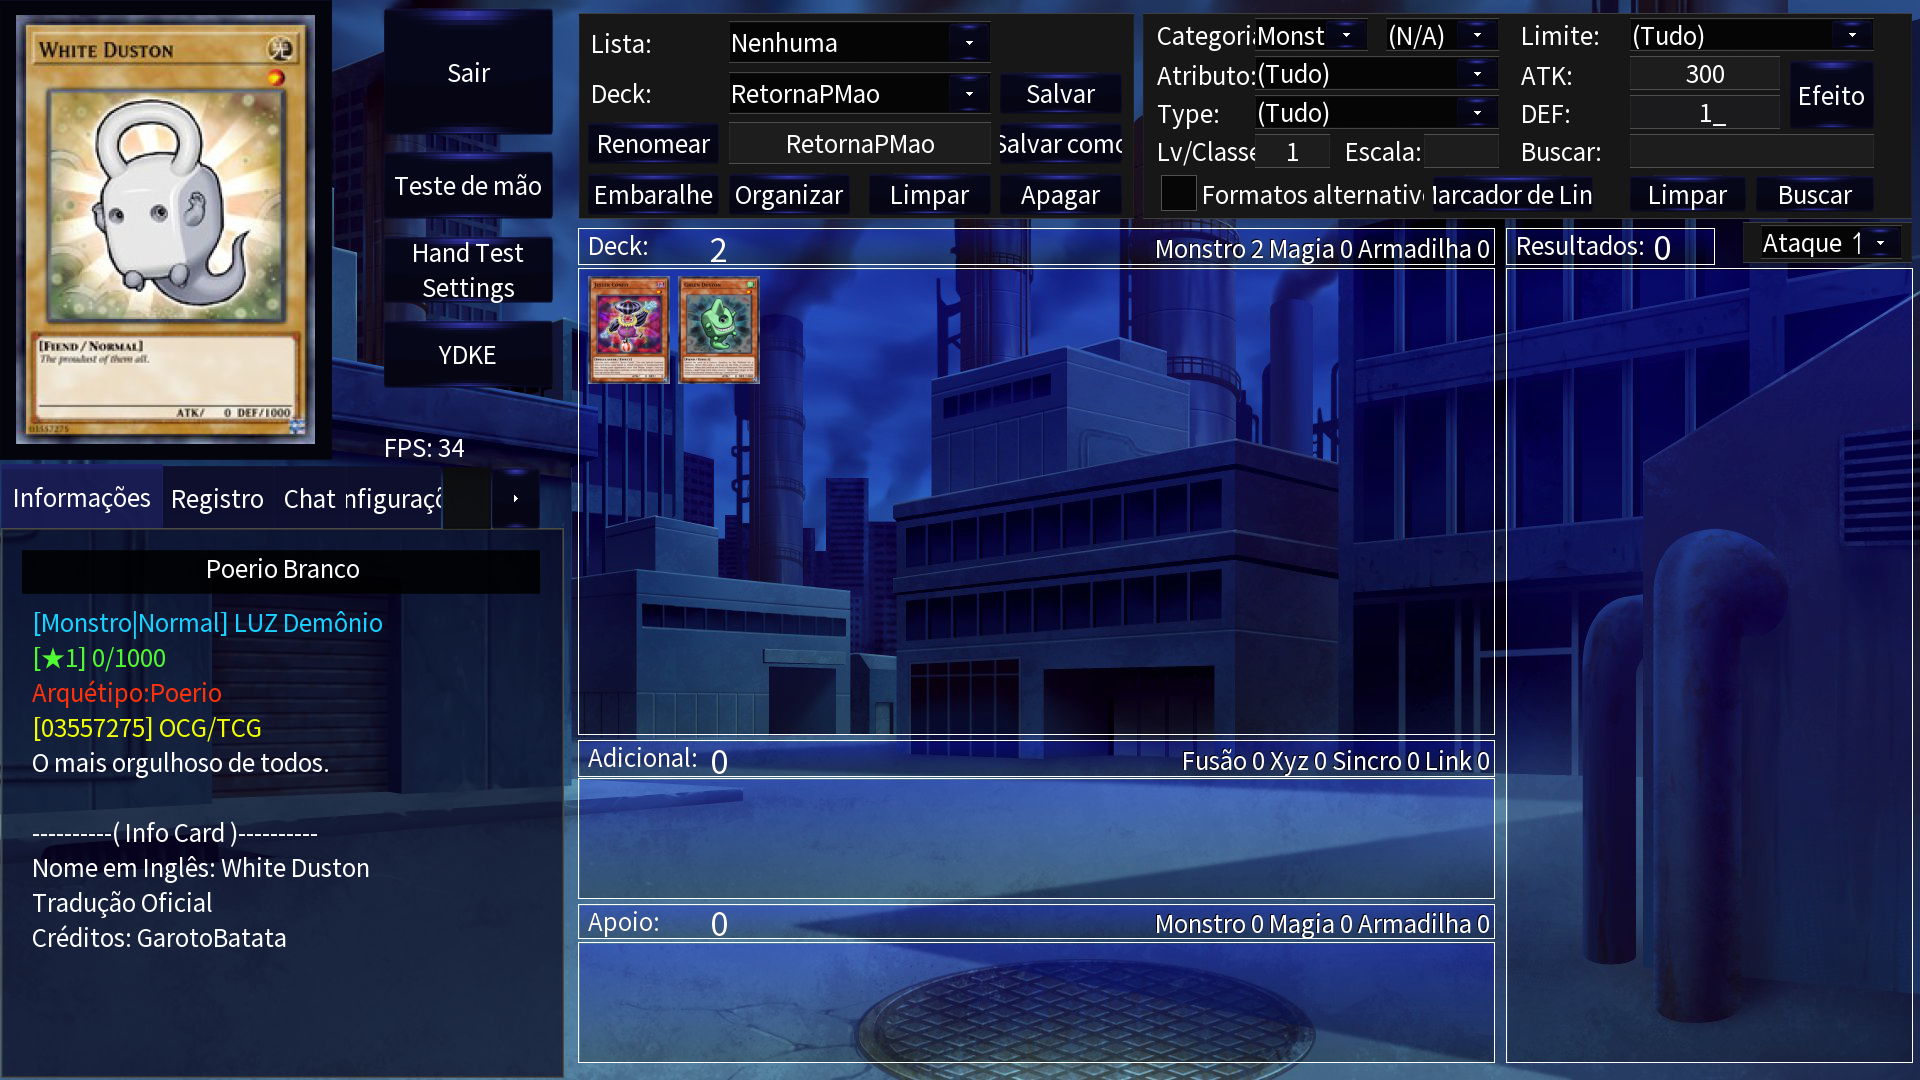 WHITE DUSTON
[FIEND / NORMAL]
The proudest of them all.
ATK/ 0 DEF/1000
03557275
Sair
Teste de mão
Hand Test
Settings
YDKE
FPS: 34
Informações
Registro
Chat
nfiguraçõ
Poerio Branco
[Monstro|Normal] LUZ Demônio
[★1] 0/1000
Arquétipo:Poerio
[03557275] OCG/TCG
O mais orgulhoso de todos.
----------( Info Card )----------
Nome em Inglês: White Duston
Tradução Oficial
Créditos: GarotoBatata
Lista: Nenhuma
Deck: RetornaPMao Salvar
Renomear RetornaPMao Salvar como
Embaralhe Organizar Limpar Apagar
Categoria Monst (N/A) Limite: (Tudo)
Atributo: (Tudo) ATK: 300
Type: (Tudo) DEF: 1_
Efeito
Lv/Classe 1 Escala: Buscar:
Formatos alternativ Marcador de Lin Limpar Buscar
Deck: 2 Monstro 2 Magia 0 Armadilha 0
Resultados: 0
Ataque 1
GREEN DUSTON
Adicional: 0 Fusão 0 Xyz 0 Sincro 0 Link 0
Apoio: 0 Monstro 0 Magia 0 Armadilha 0